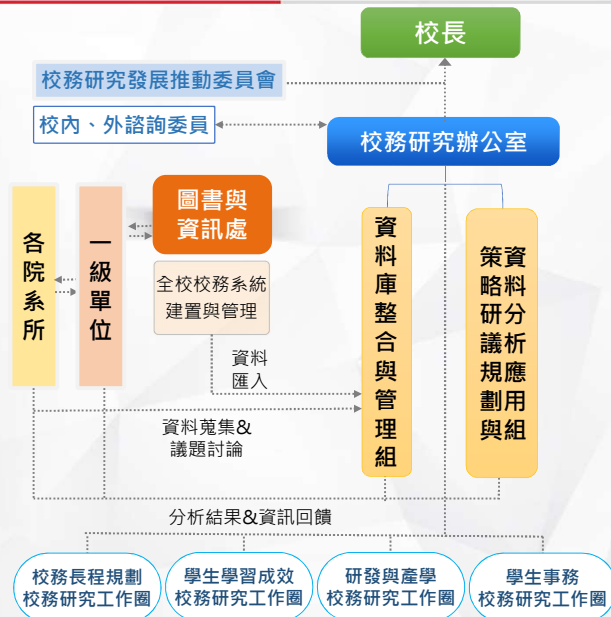 校長
校務研究發展推動委員會
校內、外諮詢委員
校務研究辦公室
圖書與
資訊處
各院系所
一級單位
全校校務系統
建置與管理
資料庫整合與管理組
策略研議規劃與
資料分析應用組
資料
匯入
資料蒐集&
議題討論
分析結果&資訊回饋
校務長程規劃
校務研究工作圈
學生學習成效
校務研究工作圈
研發與產學
校務研究工作圈
學生事務
校務研究工作圈